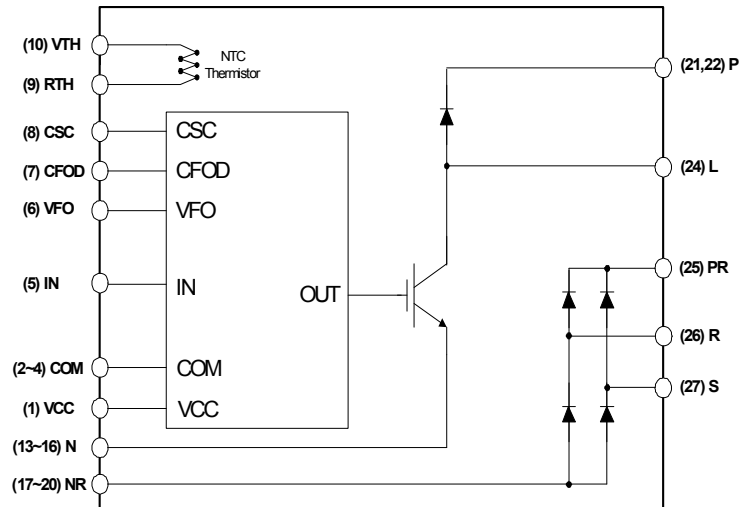 (10) VTH
NTC
Thermistor
(9) RTH
(8) CSC
(7) CFOD
(6) VFO
(5) IN
(2~4) COM
(1) VCC
(13~16) N
(17~20) NR
CSC
CFOD
VFO
IN
OUT
COM
VCC
(21,22) P
(24) L
(25) PR
(26) R
(27) S